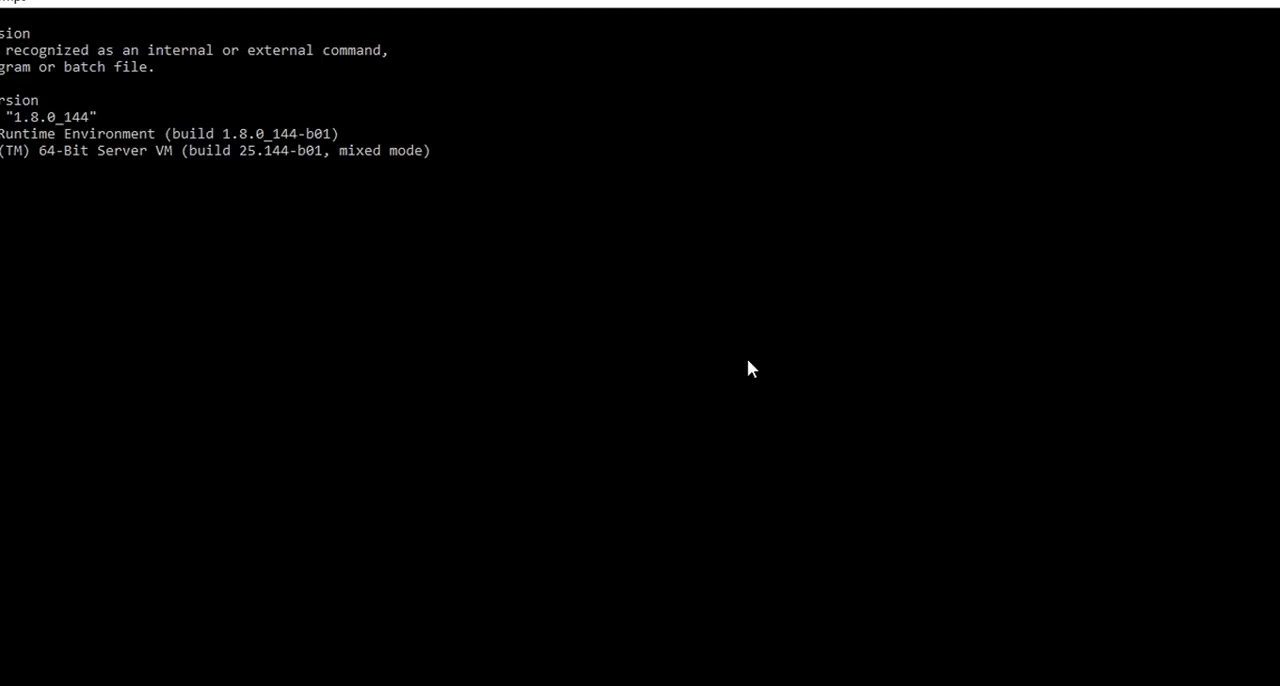 sion
recognized as an internal or external command,
gram or batch file.
rsion
"1.8.0_144"
Runtime Environment (build 1.8.0_144-b01)
(TM) 64-Bit Server VM (build 25.144-b01, mixed mode)